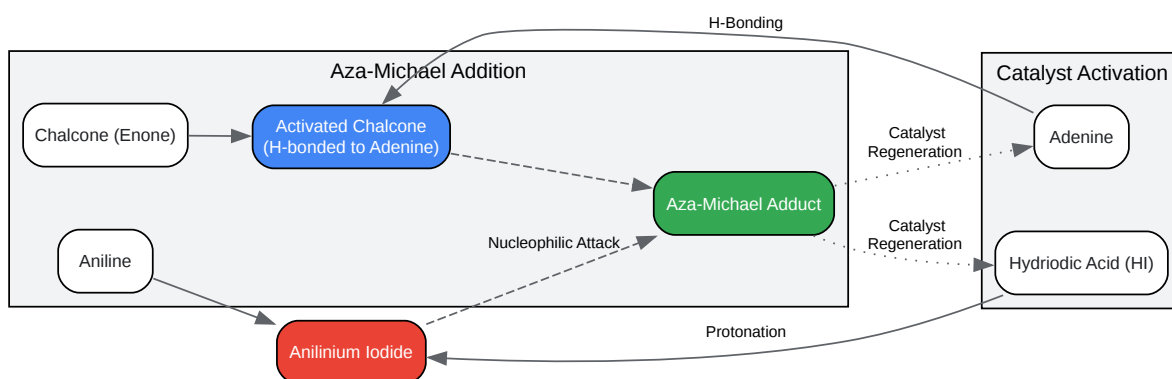 H-Bonding
Aza-Michael Addition
Catalyst Activation
Chalcone (Enone)
Activated Chalcone
(H-bonded to Adenine)
Catalyst
Regeneration
Adenine
Aza-Michael Adduct
Nucleophilic Attack
Catalyst
Regeneration
Aniline
Hydriodic Acid (HI)
Protonation
Anilinium Iodide